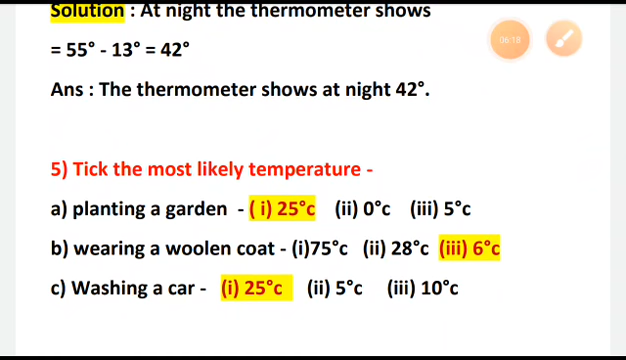 Solution : At night the thermometer shows
= 55° - 13° = 42°
Ans : The thermometer shows at night 42°.
5) Tick the most likely temperature -
a) planting a garden - ( i) 25°c (ii) 0°c (iii) 5°c
b) wearing a woolen coat - (i)75°c (ii) 28°c (iii) 6°c
c) Washing a car - (i) 25°c (ii) 5°c (iii) 10°c
06:18